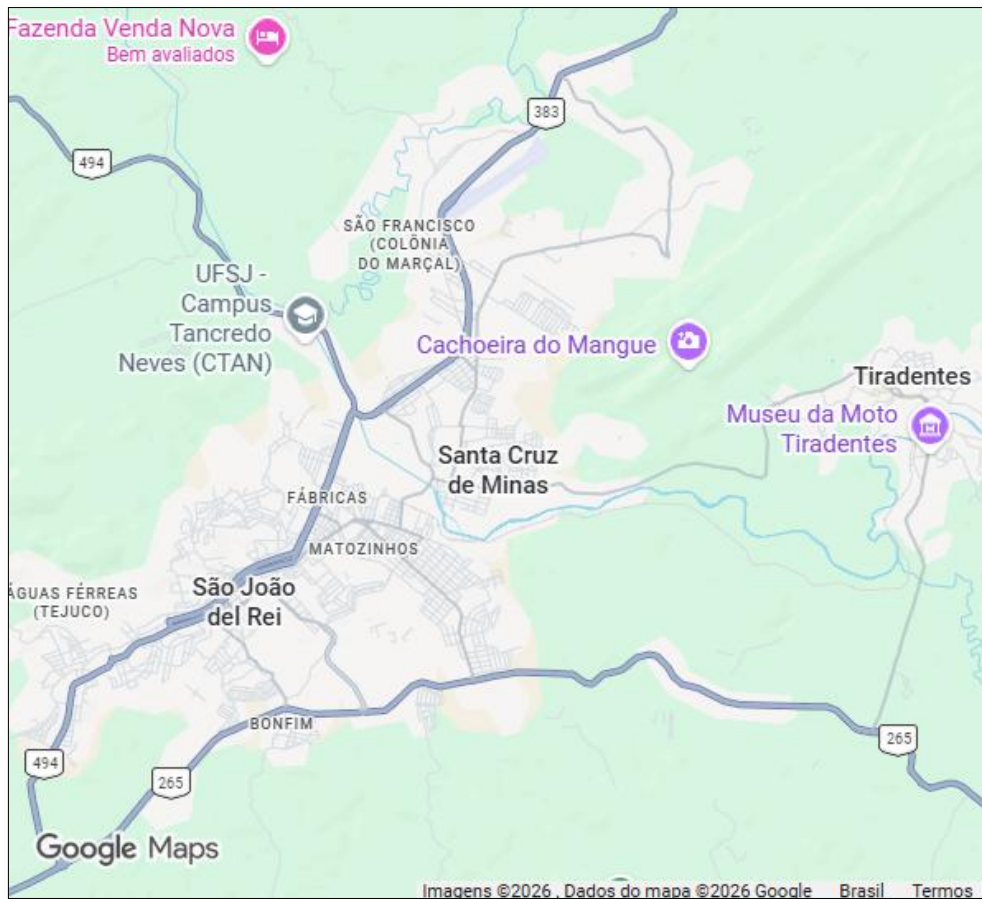 Fazenda Venda Nova
Bem avaliados
383
494
SÃO FRANCISCO
(COLÔNIA
DO MARÇAL)
UFSJ -
Campus
Tancredo
Neves (CTAN)
Cachoeira do Mangue
Tiradentes
Museu da Moto
Tiradentes
Santa Cruz
de Minas
FÁBRICAS
MATOZINHOS
ÁGUAS FÉRREAS
(TEJUCO)
São João
del Rei
BONFIM
265
494
265
Google Maps
Imagens ©2026 , Dados do mapa ©2026 Google Brasil Termos